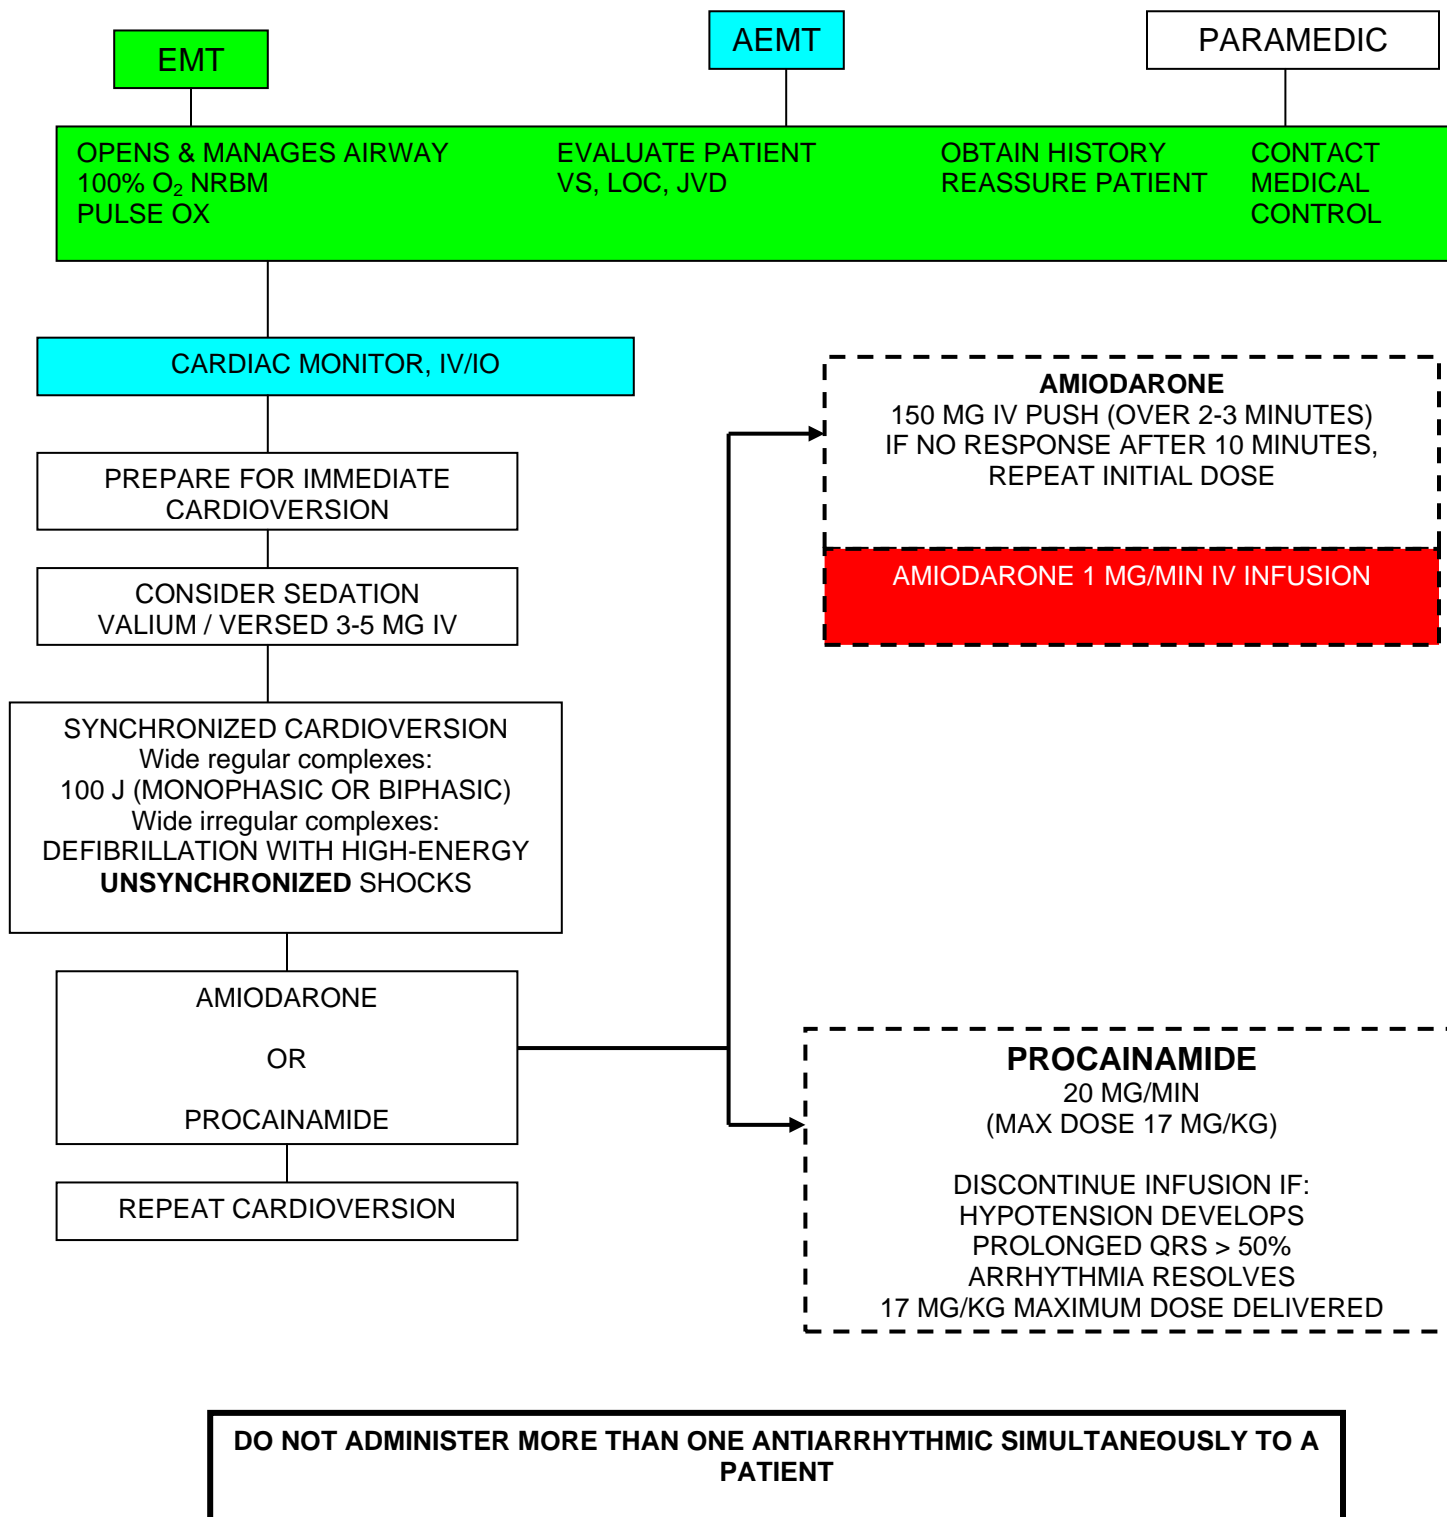 EMT
AEMT
PARAMEDIC
OPENS & MANAGES AIRWAY
100% O₂ NRBM
PULSE OX
EVALUATE PATIENT
VS, LOC, JVD
OBTAIN HISTORY
REASSURE PATIENT
CONTACT
MEDICAL
CONTROL
CARDIAC MONITOR, IV/IO
PREPARE FOR IMMEDIATE
CARDIOVERSION
CONSIDER SEDATION
VALIUM / VERSED 3-5 MG IV
SYNCHRONIZED CARDIOVERSION
Wide regular complexes:
100 J (MONOPHASIC OR BIPHASIC)
Wide irregular complexes:
DEFIBRILLATION WITH HIGH-ENERGY
UNSYNCHRONIZED SHOCKS
AMIODARONE
OR
PROCAINAMIDE
REPEAT CARDIOVERSION
AMIODARONE
150 MG IV PUSH (OVER 2-3 MINUTES)
IF NO RESPONSE AFTER 10 MINUTES,
REPEAT INITIAL DOSE
AMIODARONE 1 MG/MIN IV INFUSION
PROCAINAMIDE
20 MG/MIN
(MAX DOSE 17 MG/KG)
DISCONTINUE INFUSION IF:
HYPOTENSION DEVELOPS
PROLONGED QRS > 50%
ARRHYTHMIA RESOLVES
17 MG/KG MAXIMUM DOSE DELIVERED
DO NOT ADMINISTER MORE THAN ONE ANTIARRHYTHMIC SIMULTANEOUSLY TO A
PATIENT